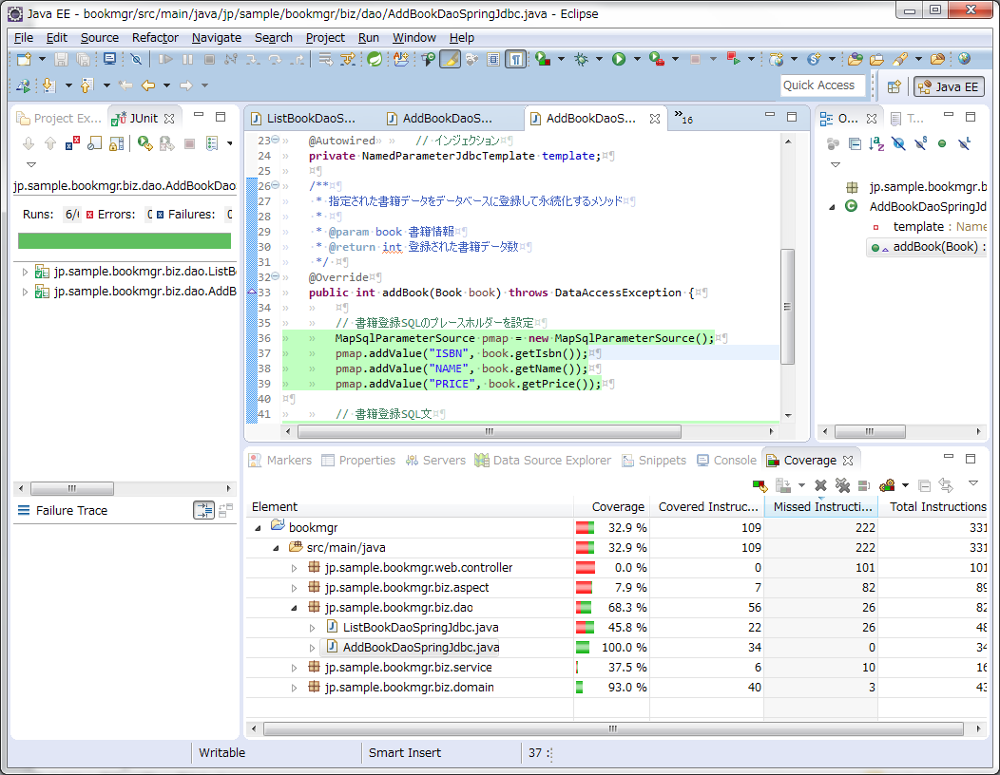 Java EE - bookmgr/src/main/java/jp/sample/bookmgr/biz/dao/AddBookDaoSpringJdbc.java - Eclipse
File Edit Source Refactor Navigate Search Project Run Window Help
Quick Access
Java EE
Project Ex...
JUnit
jp.sample.bookmgr.biz.dao.AddBookDao
Runs: 6/ Errors: Failures:
jp.sample.bookmgr.biz.dao.ListB
jp.sample.bookmgr.biz.dao.AddB
Failure Trace
ListBookDaoS...
AddBookDaoS...
AddBookDaoS...
»16
23 @Autowired // インジェクション
24 private NamedParameterJdbcTemplate template;
25
26 /**
27 * 指定された書籍データをデータベースに登録して永続化するメソッド
28 *
29 * @param book 書籍情報
30 * @return int 登録された書籍データ数
31 */
32 @Override
33 public int addBook(Book book) throws DataAccessException {
34
35 // 書籍登録SQLのプレースホルダーを設定
36 MapSqlParameterSource pmap = new MapSqlParameterSource();
37 pmap.addValue("ISBN", book.getIsbn());
38 pmap.addValue("NAME", book.getName());
39 pmap.addValue("PRICE", book.getPrice());
40
41 // 書籍登録SQL文
O...
T...
jp.sample.bookmgr.b
AddBookDaoSpringJd
template : Name
addBook(Book) :
Markers
Properties
Servers
Data Source Explorer
Snippets
Console
Coverage
Element Coverage Covered Instruc... Missed Instructi... Total Instructions
bookmgr 32.9 % 109 222 331
src/main/java 32.9 % 109 222 331
jp.sample.bookmgr.web.controller 0.0 % 0 101 101
jp.sample.bookmgr.biz.aspect 7.9 % 7 82 89
jp.sample.bookmgr.biz.dao 68.3 % 56 26 82
ListBookDaoSpringJdbc.java 45.8 % 22 26 48
AddBookDaoSpringJdbc.java 100.0 % 34 0 34
jp.sample.bookmgr.biz.service 37.5 % 6 10 16
jp.sample.bookmgr.biz.domain 93.0 % 40 3 43
Writable
Smart Insert
37 :